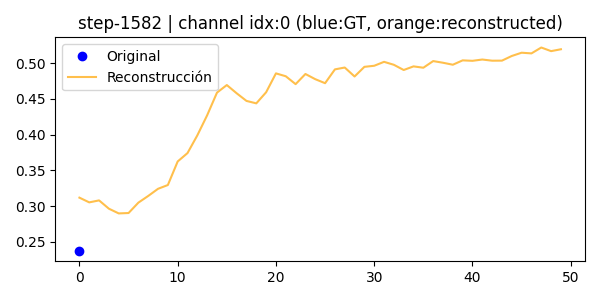 step-1582 | channel idx:0 (blue:GT, orange:reconstructed)
Original
Reconstrucción
0.50
0.45
0.40
0.35
0.30
0.25
0 10 20 30 40 50